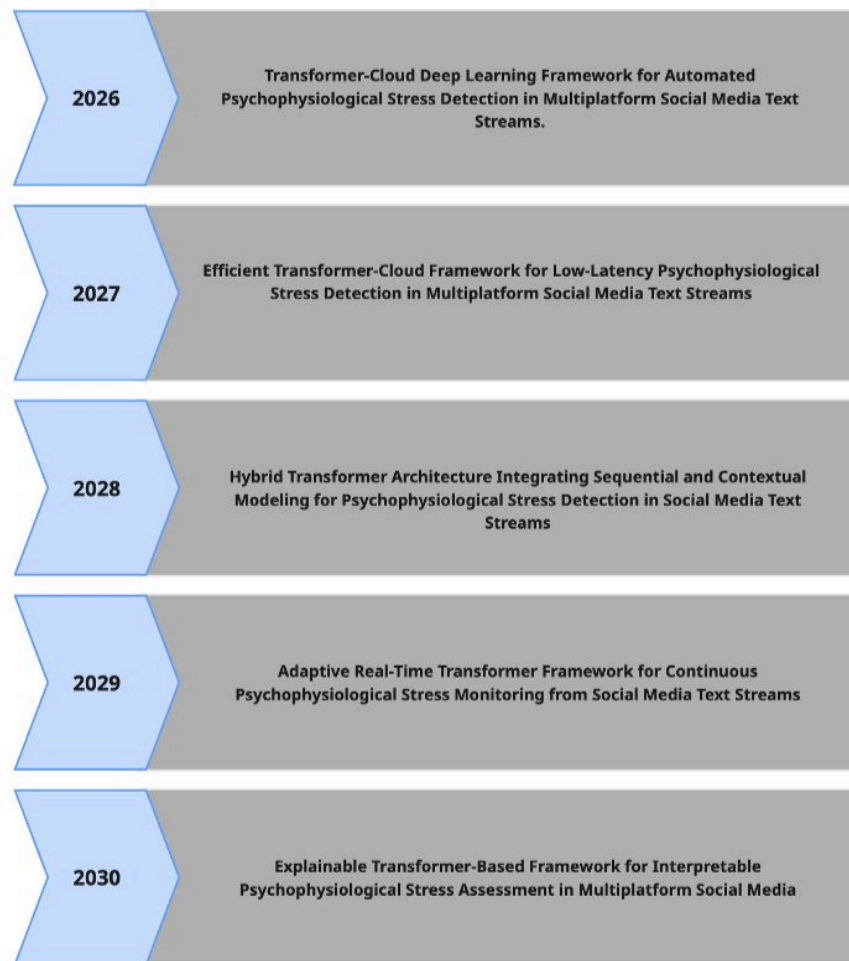 2026
Transformer-Cloud Deep Learning Framework for Automated
Psychophysiological Stress Detection in Multiplatform Social Media Text
Streams.
2027
Efficient Transformer-Cloud Framework for Low-Latency Psychophysiological
Stress Detection in Multiplatform Social Media Text Streams
2028
Hybrid Transformer Architecture Integrating Sequential and Contextual
Modeling for Psychophysiological Stress Detection in Social Media Text
Streams
2029
Adaptive Real-Time Transformer Framework for Continuous
Psychophysiological Stress Monitoring from Social Media Text Streams
2030
Explainable Transformer-Based Framework for Interpretable
Psychophysiological Stress Assessment in Multiplatform Social Media